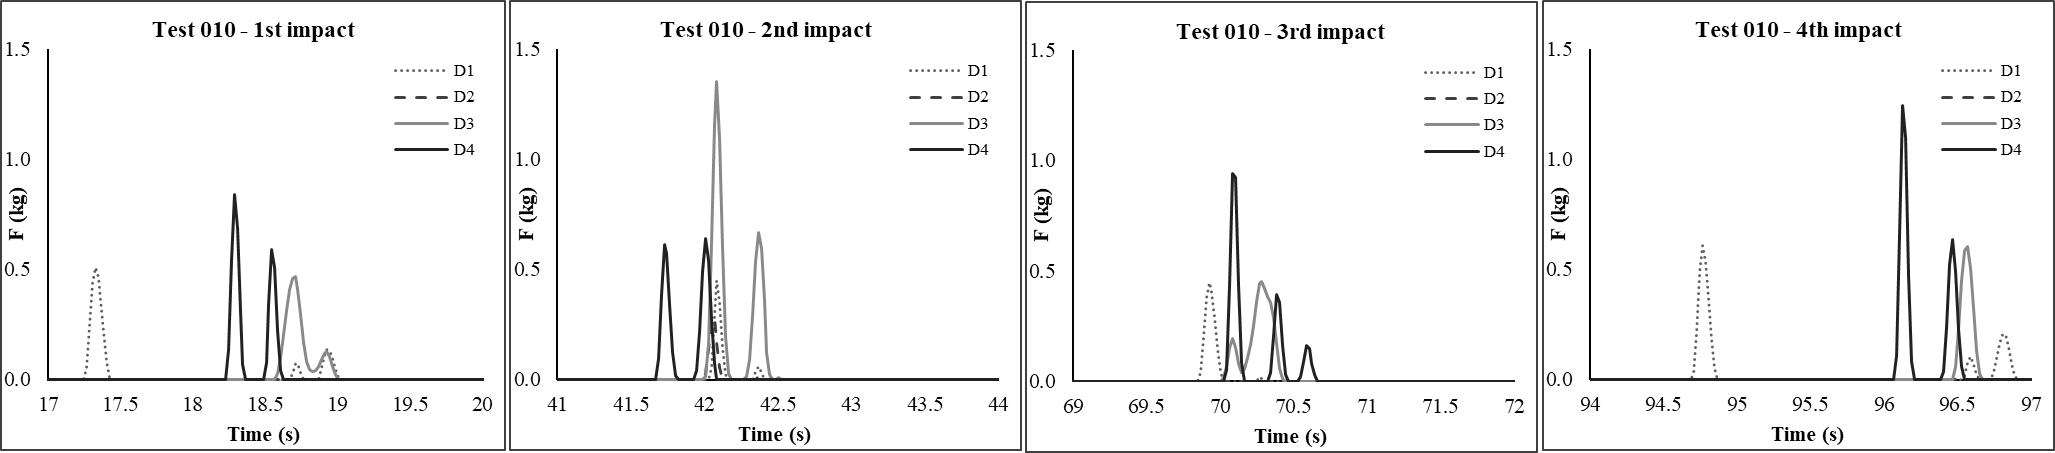 Test 010 - 1st impact
1.5
1.0
0.5
0.0
F (kg)
D1
D2
D3
D4
17 17.5 18 18.5 19 19.5 20
Time (s)
Test 010 - 2nd impact
1.5
1.0
0.5
0.0
F (kg)
D1
D2
D3
D4
41 41.5 42 42.5 43 43.5 44
Time (s)
Test 010 - 3rd impact
1.5
1.0
0.5
0.0
F (kg)
D1
D2
D3
D4
69 69.5 70 70.5 71 71.5 72
Time (s)
Test 010 - 4th impact
1.5
1.0
0.5
0.0
F (kg)
D1
D2
D3
D4
94 94.5 95 95.5 96 96.5 97
Time (s)